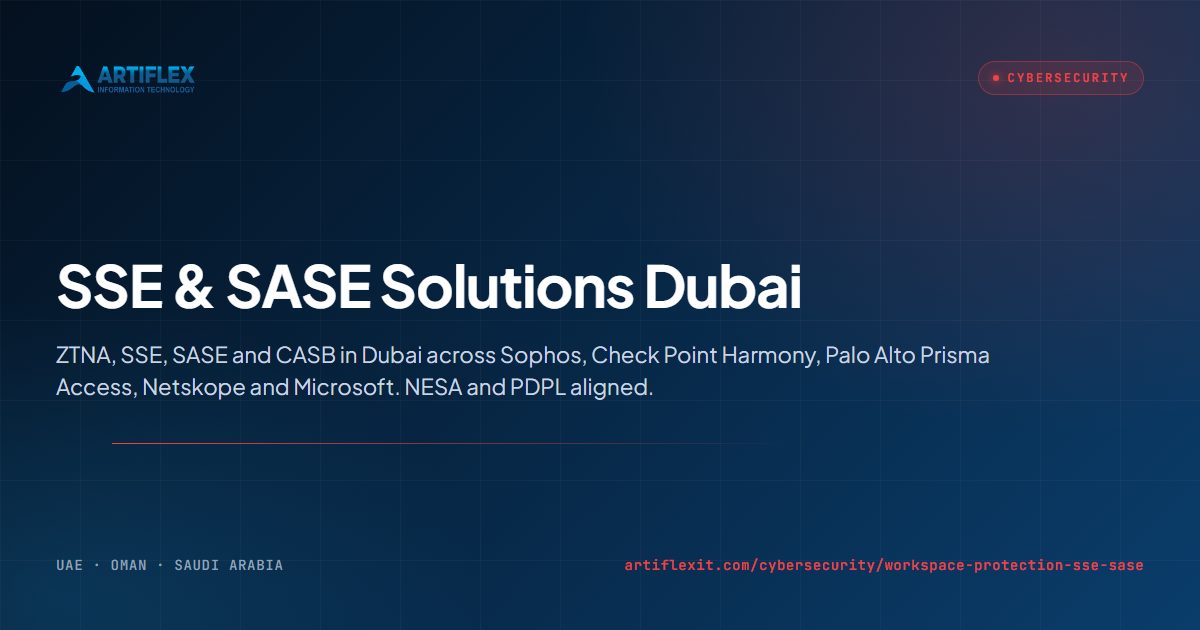 ARTIFLEX
INFORMATION TECHNOLOGY
CYBERSECURITY
SSE & SASE Solutions Dubai
ZTNA, SSE, SASE and CASB in Dubai across Sophos, Check Point Harmony, Palo Alto Prisma
Access, Netskope and Microsoft. NESA and PDPL aligned.
UAE · OMAN · SAUDI ARABIA
artiflexit.com/cybersecurity/workspace-protection-sse-sase